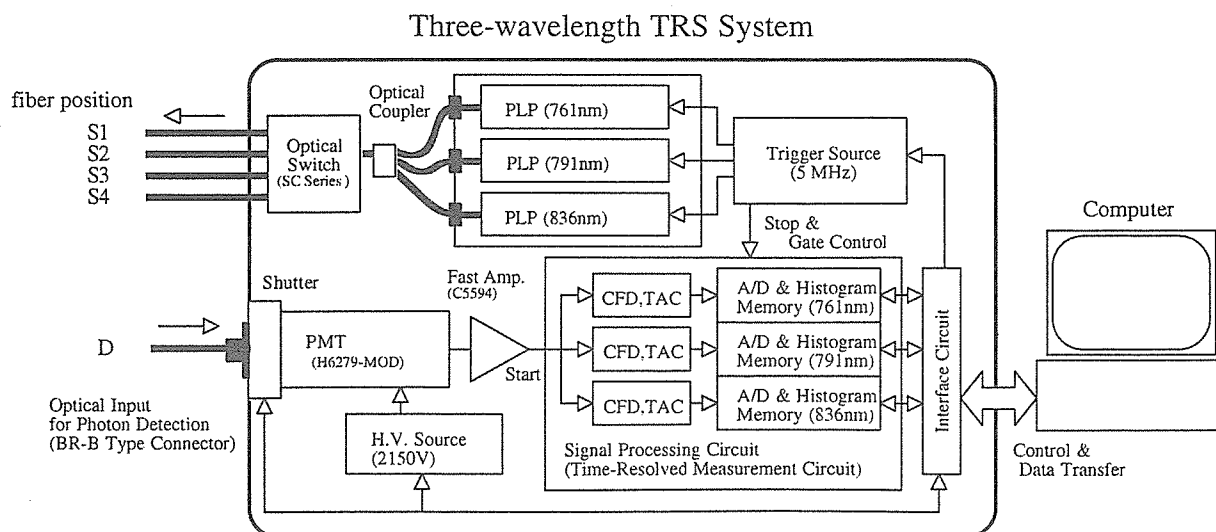 Three-wavelength TRS System
fiber position
S1
S2
S3
S4
Optical
Switch
(SC Series)
Optical
Coupler
PLP (761nm)
PLP (791nm)
PLP (836nm)
Trigger Source
(5 MHz)
Stop &
Gate Control
Computer
Shutter
D
Optical Input
for Photon Detection
(BR-B Type Connector)
PMT
(H6279-MOD)
Fast Amp.
(C5594)
Start
H.V. Source
(2150V)
CFD,TAC
A/D & Histogram
Memory (761nm)
CFD,TAC
A/D & Histogram
Memory (791nm)
CFD,TAC
A/D & Histogram
Memory (836nm)
Signal Processing Circuit
(Time-Resolved Measurement Circuit)
Interface Circuit
Control &
Data Transfer